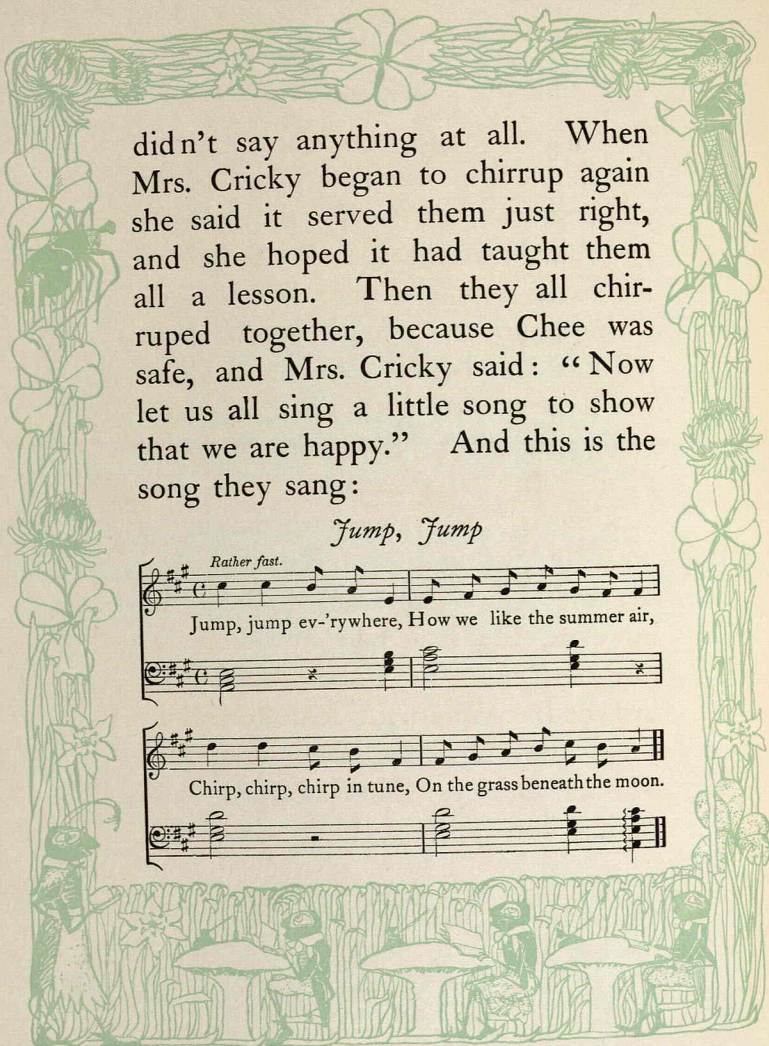 didn't say anything at all. When
Mrs. Cricky began to chirrup again
she said it served them just right,
and she hoped it had taught them
all a lesson. Then they all chir-
ruped together, because Chee was
safe, and Mrs. Cricky said: “Now
let us all sing a little song to show
that we are happy.” And this is the
song they sang:
Jump, Jump
Rather fast.
Jump, jump ev-'rywhere, How we like the summer air,
Chirp, chirp, chirp in tune, On the grass beneath the moon.